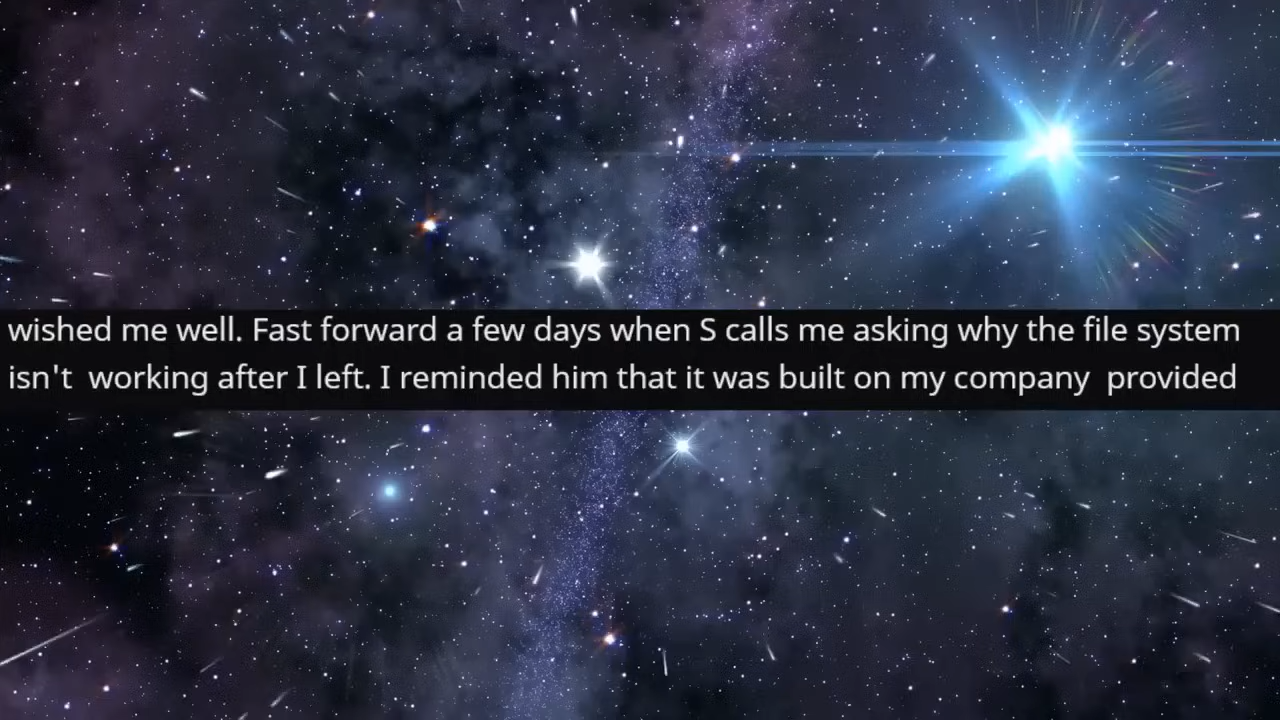 wished me well. Fast forward a few days when S calls me asking why the file system
isn't  working after I left. I reminded him that it was built on my company  provided